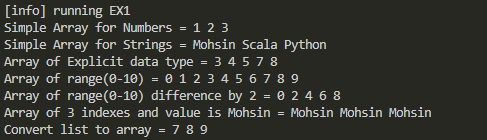 [info] running EX1
Simple Array for Numbers = 1 2 3
Simple Array for Strings = Mohsin Scala Python
Array of Explicit data type = 3 4 5 7 8
Array of range(0-10) = 0 1 2 3 4 5 6 7 8 9
Array of range(0-10) difference by 2 = 0 2 4 6 8
Array of 3 indexes and value is Mohsin = Mohsin Mohsin Mohsin
Convert list to array = 7 8 9